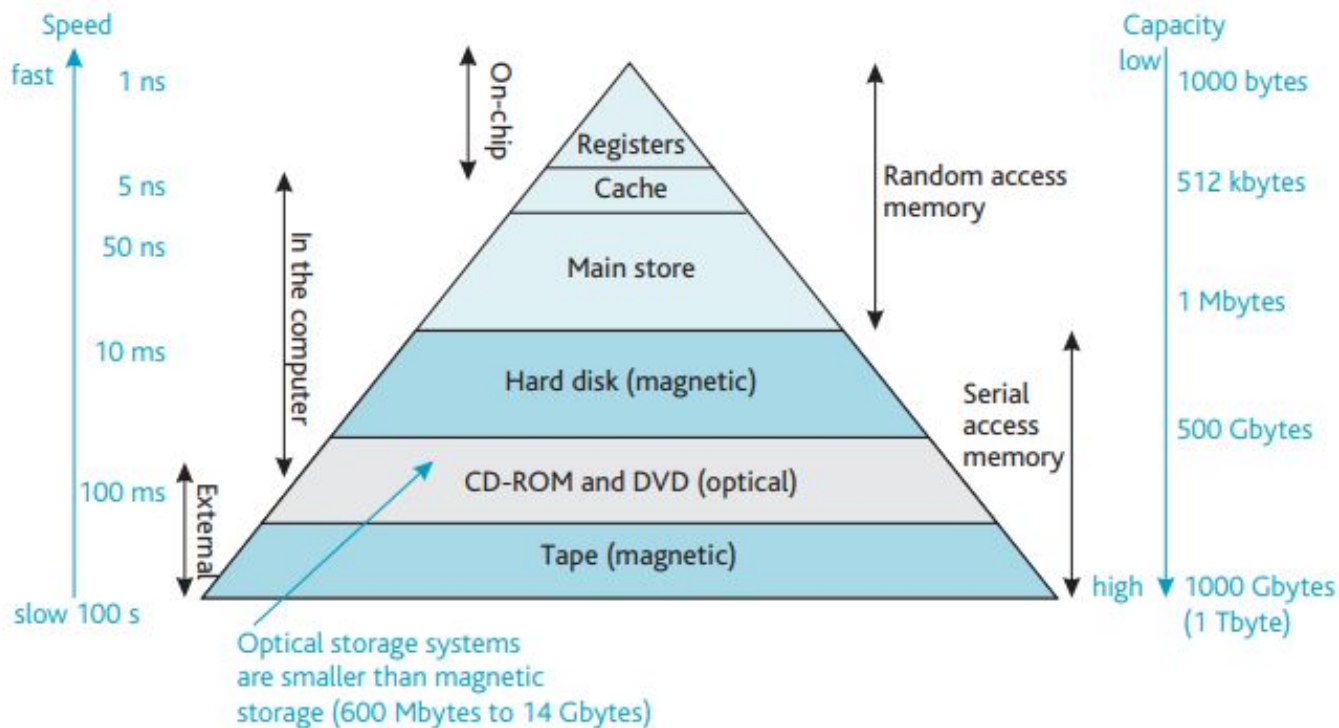 Speed
fast
1 ns
5 ns
50 ns
10 ms
100 ms
slow 100 s
On-chip
In the computer
External
Registers
Cache
Main store
Hard disk (magnetic)
CD-ROM and DVD (optical)
Tape (magnetic)
Optical storage systems
are smaller than magnetic
storage (600 Mbytes to 14 Gbytes)
Random access
memory
Serial
access
memory
Capacity
low
1000 bytes
512 kbytes
1 Mbytes
500 Gbytes
high
1000 Gbytes
(1 Tbyte)